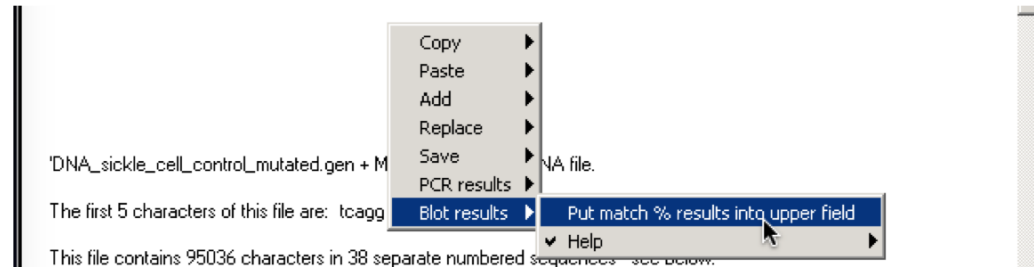 Copy
Paste
Add
Replace
Save
PCR results
Blot results
Put match % results into upper field
Help
'DNA_sickle_cell_control_mutated.gen + M NA file.
The first 5 characters of this file are: tcagg
This file contains 95036 characters in 38 separate numbered sequences see below.